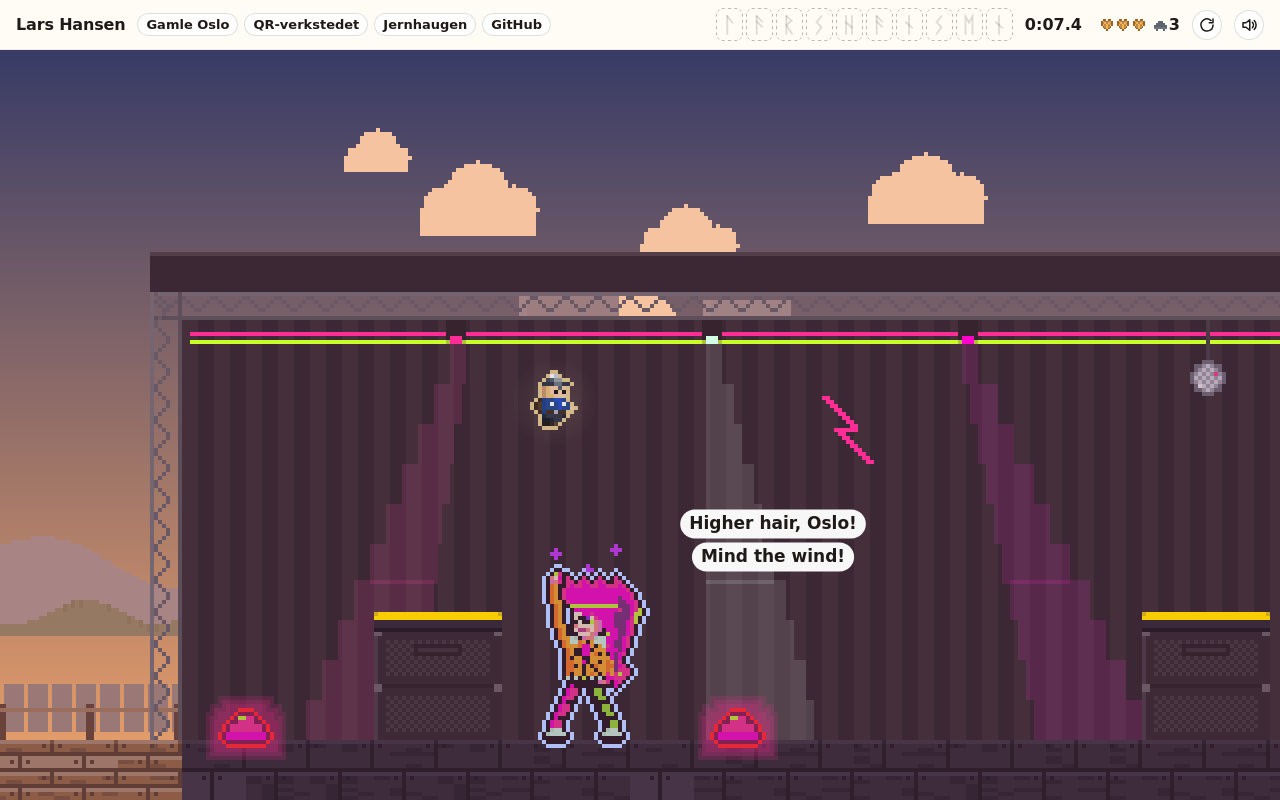 Lars Hansen
Gamle Oslo
QR-verkstedet
Jernhaugen
GitHub
ᛚ ᚨ ᚱ ᛊ ᚺ ᚨ ᚾ ᛊ ᛖ ᚾ
0:07.4
3
Higher hair, Oslo!
Mind the wind!